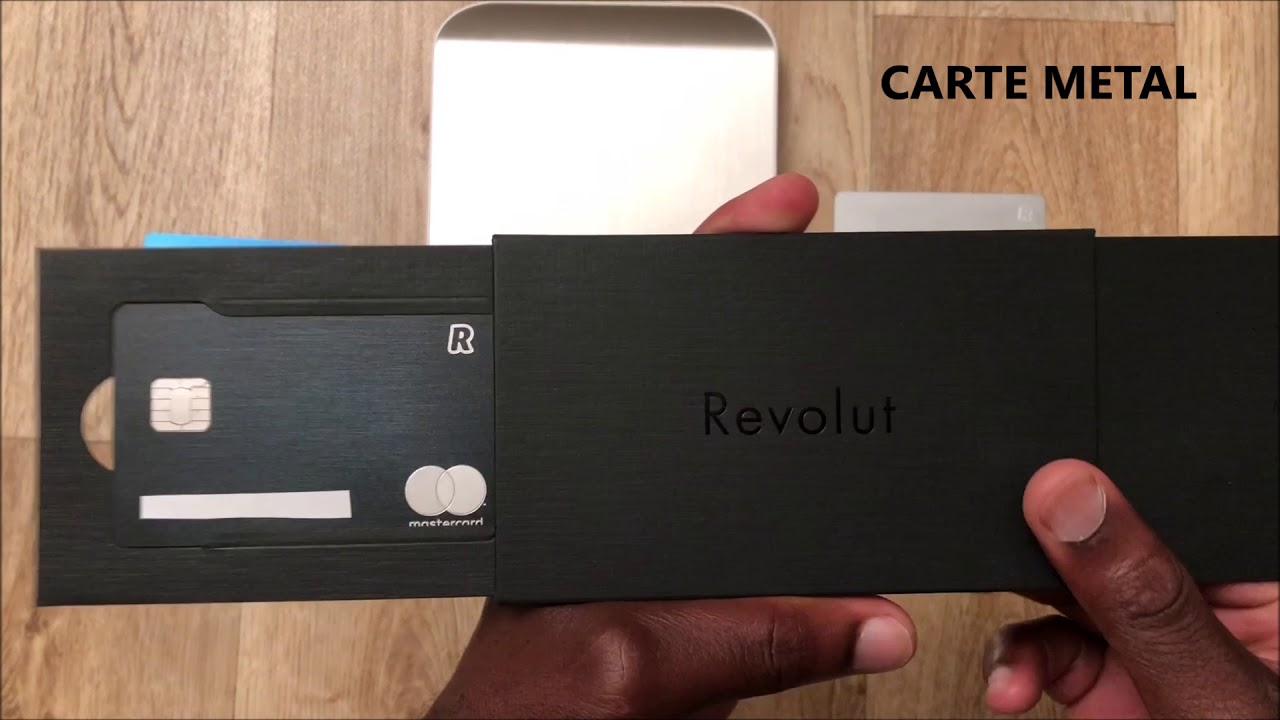 CARTE METAL
R
R
Revolut
mastercard